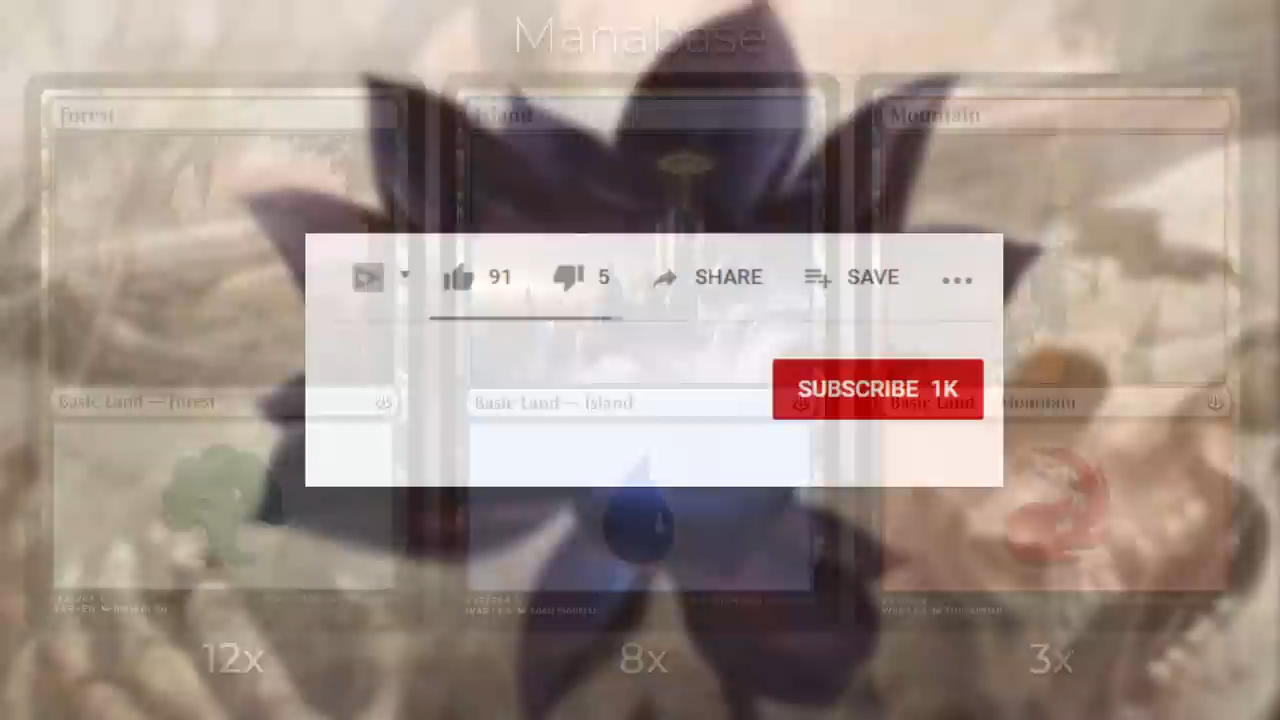 Manabase
Forest
Island
Mountain
91
5
SHARE
SAVE
SUBSCRIBE 1K
Basic Land — Forest
Basic Land — Island
Basic Land
Mountain
12x
8x
3x